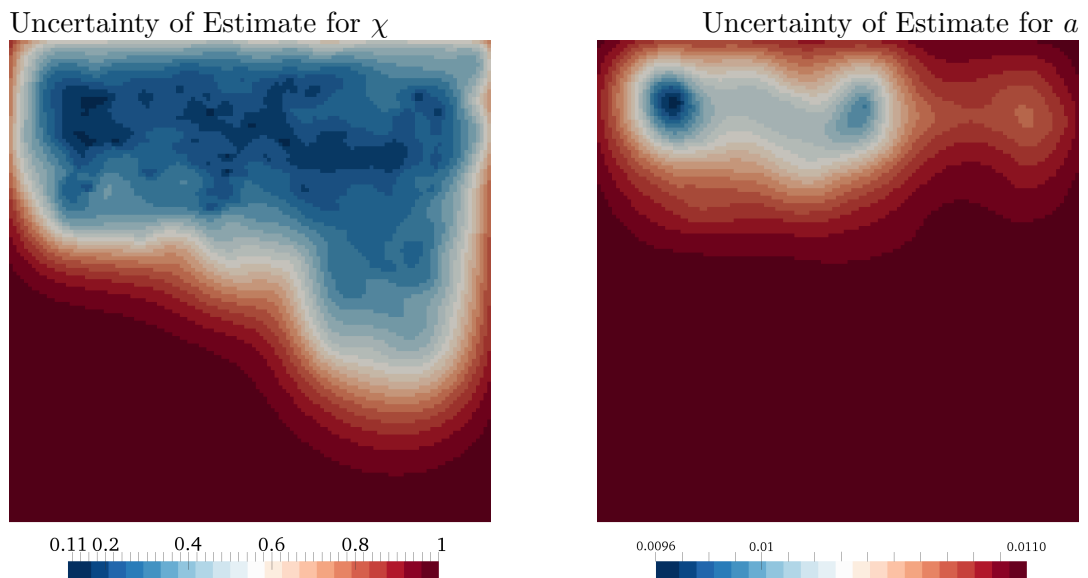 Uncertainty of Estimate for χ
Uncertainty of Estimate for a
0.11 0.2 0.4 0.6 0.8 1
0.0096 0.01 0.0110